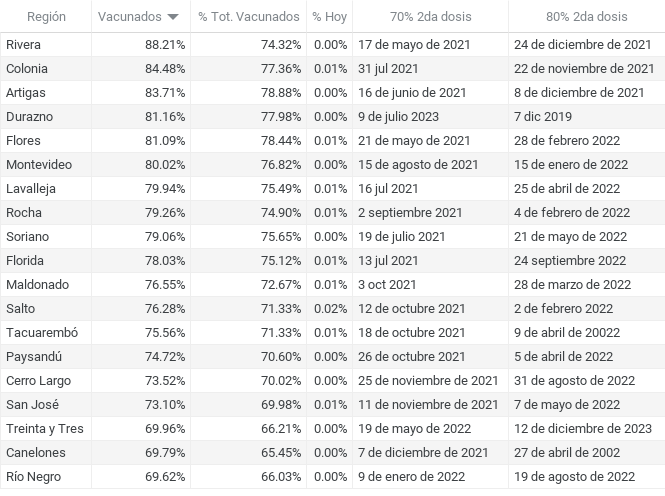 Región Vacunados % Tot. Vacunados % Hoy 70% 2da dosis 80% 2da dosis
Rivera 88.21% 74.32% 0.00% 17 de mayo de 2021 24 de diciembre de 2021
Colonia 84.48% 77.36% 0.01% 31 jul 2021 22 de noviembre de 2021
Artigas 83.71% 78.88% 0.00% 16 de junio de 2021 8 de diciembre de 2021
Durazno 81.16% 77.98% 0.00% 9 de julio 2023 7 dic 2019
Flores 81.09% 78.44% 0.01% 21 de mayo de 2021 28 de febrero 2022
Montevideo 80.02% 76.82% 0.00% 15 de agosto de 2021 15 de enero de 2022
Lavalleja 79.94% 75.49% 0.01% 16 jul 2021 25 de abril de 2022
Rocha 79.26% 74.90% 0.01% 2 septiembre 2021 4 de febrero de 2022
Soriano 79.06% 75.65% 0.00% 19 de julio de 2021 21 de mayo de 2022
Florida 78.03% 75.12% 0.01% 13 jul 2021 24 septiembre 2022
Maldonado 76.55% 72.67% 0.01% 3 oct 2021 28 de marzo de 2022
Salto 76.28% 71.33% 0.02% 12 de octubre 2021 2 de febrero 2022
Tacuarembó 75.56% 71.33% 0.01% 18 de octubre 2021 9 de abril de 20022
Paysandú 74.72% 70.60% 0.00% 26 de octubre 2021 5 de abril de 2022
Cerro Largo 73.52% 70.02% 0.00% 25 de noviembre de 2021 31 de agosto de 2022
San José 73.10% 69.98% 0.01% 11 de noviembre de 2021 7 de mayo de 2022
Treinta y Tres 69.96% 66.21% 0.00% 19 de mayo de 2022 12 de diciembre de 2023
Canelones 69.79% 65.45% 0.00% 7 de diciembre de 2021 27 de abril de 2002
Río Negro 69.62% 66.03% 0.00% 9 de enero de 2022 19 de agosto de 2022